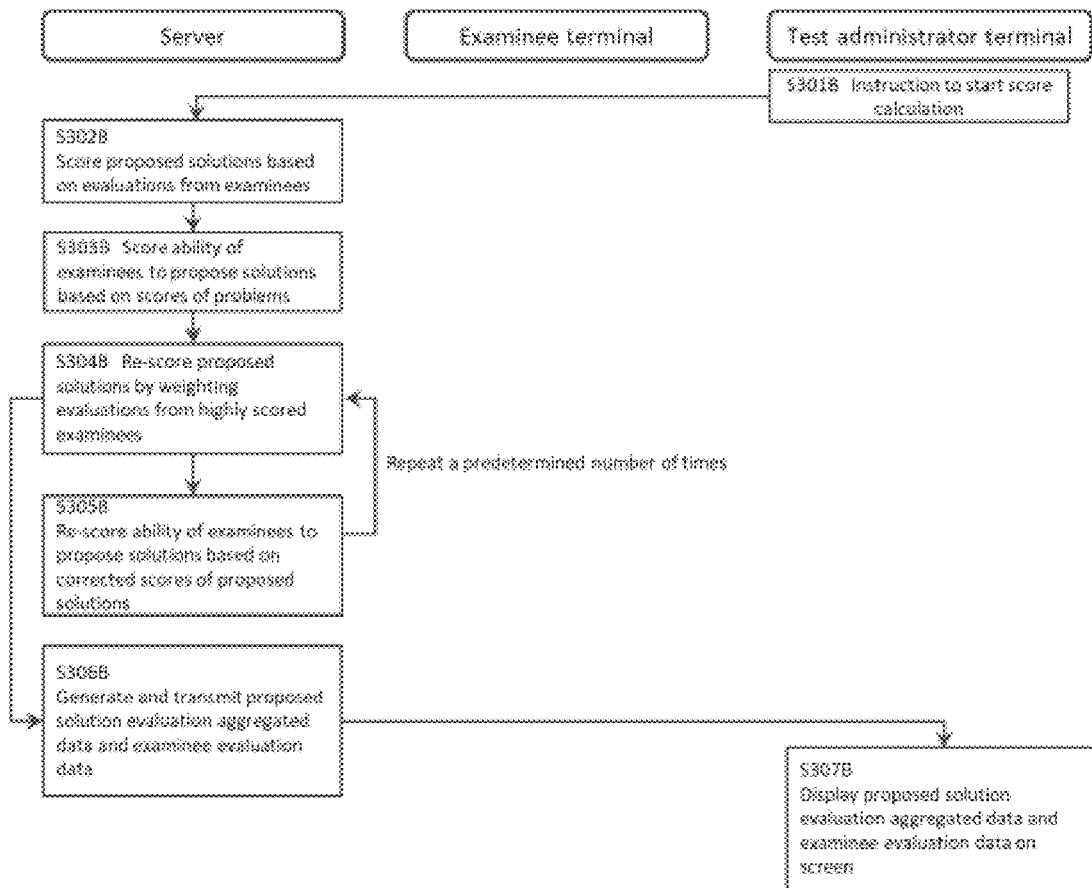 Server
Examinee terminal
Test administrator terminal
S301B Instruction to start score
calculation
S302B
Score proposed solutions based
on evaluations from examinees
S303B Score ability of
examinees to propose solutions
based on scores of problems
S304B Re-score proposed
solutions by weighting
evaluations from highly scored
examinees
Repeat a predetermined number of times
S305B
Re-score ability of examinees to
propose solutions based on
corrected scores of proposed
solutions
S306B
Generate and transmit proposed
solution evaluation aggregated
data and examinee evaluation
data
S307B
Display proposed solution
evaluation aggregated data and
examinee evaluation data on
screen